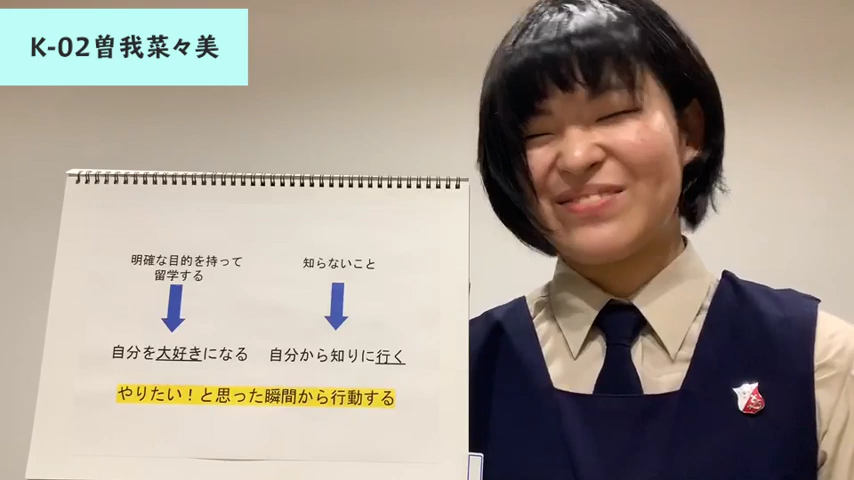 K-02曽我菜々美
明確な目的を持って
留学する
知らないこと
自分を大好きになる
自分から知りに行く
やりたい！と思った瞬間から行動する